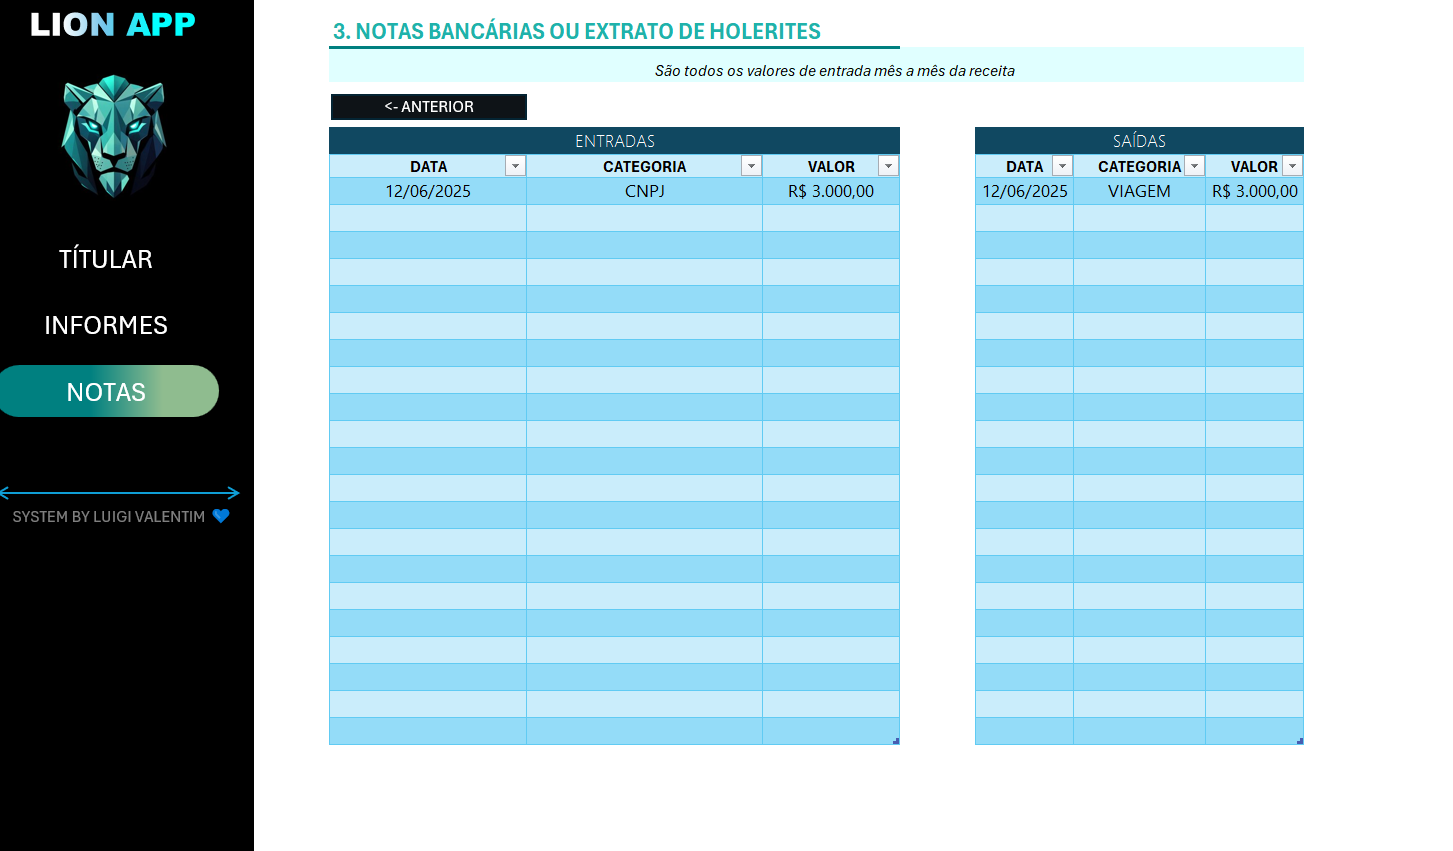 LION APP
TÍTULAR
INFORMES
NOTAS
SYSTEM BY LUIGI VALENTIM
3. NOTAS BANCÁRIAS OU EXTRATO DE HOLERITES
São todos os valores de entrada mês a mês da receita
<- ANTERIOR
ENTRADAS
DATA CATEGORIA VALOR
12/06/2025 CNPJ R$ 3.000,00
SAÍDAS
DATA CATEGORIA VALOR
12/06/2025 VIAGEM R$ 3.000,00